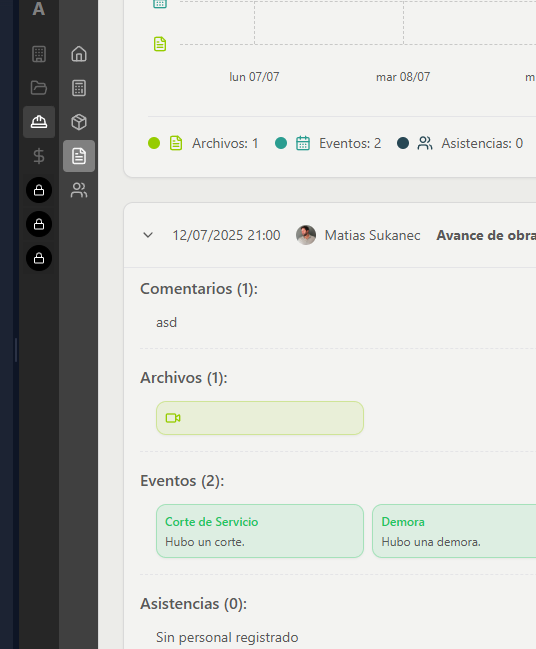 A
lun 07/07
mar 08/07
Archivos: 1 Eventos: 2 Asistencias: 0
12/07/2025 21:00 Matias Sukanec Avance de obra
Comentarios (1):
asd
Archivos (1):
Eventos (2):
Corte de Servicio
Hubo un corte.
Demora
Hubo una demora.
Asistencias (0):
Sin personal registrado